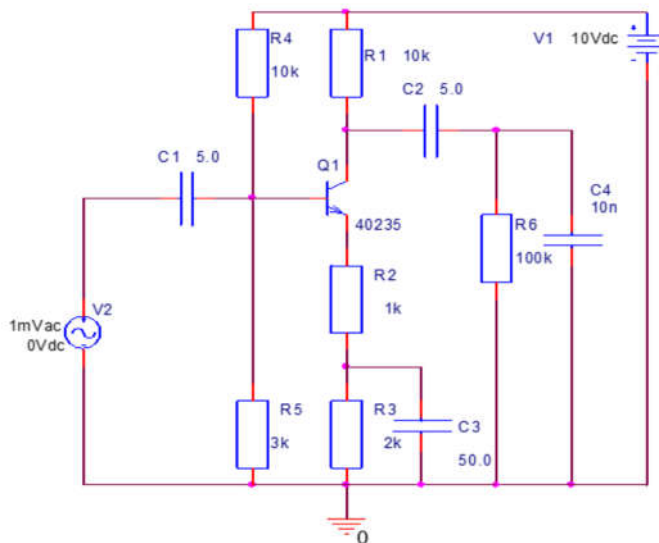 R4
10k
R1 10k
V1 10Vdc
C2 5.0
C1 5.0
Q1
40235
C4
10n
R6
100k
R2
1k
V2
1mVac
0Vdc
R5
3k
R3
2k
C3
50.0
0
+
-